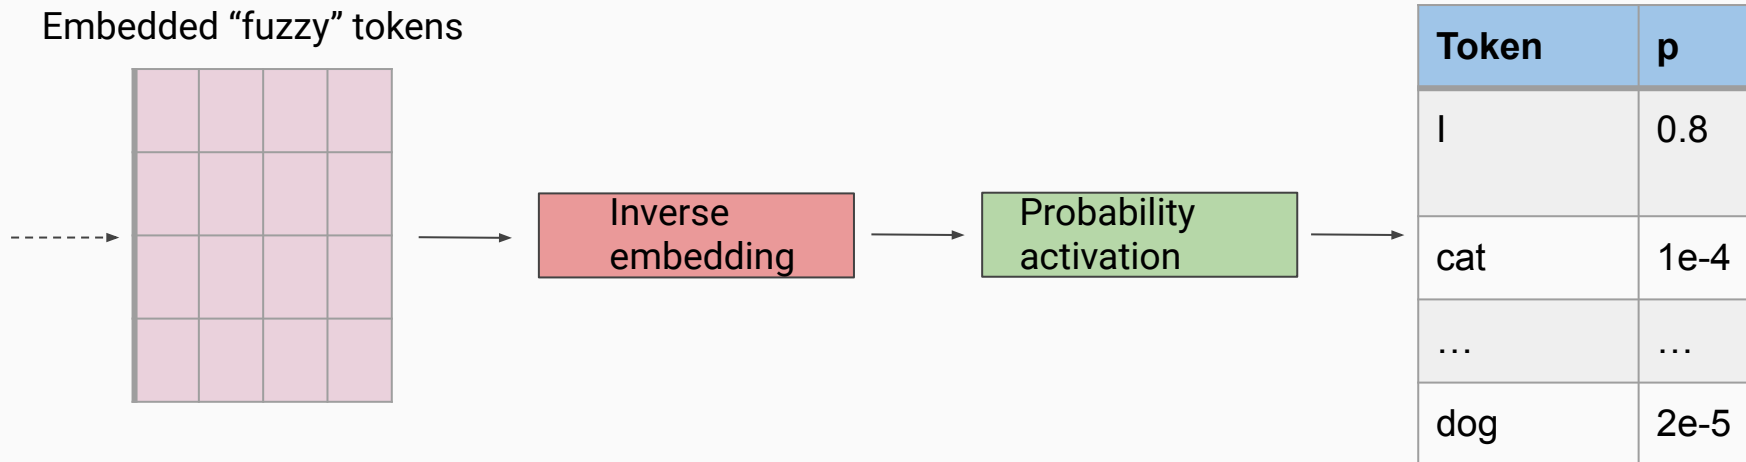 Embedded “fuzzy” tokens
Inverse
embedding
Probability
activation
Token p
I 0.8
cat 1e-4
… …
dog 2e-5